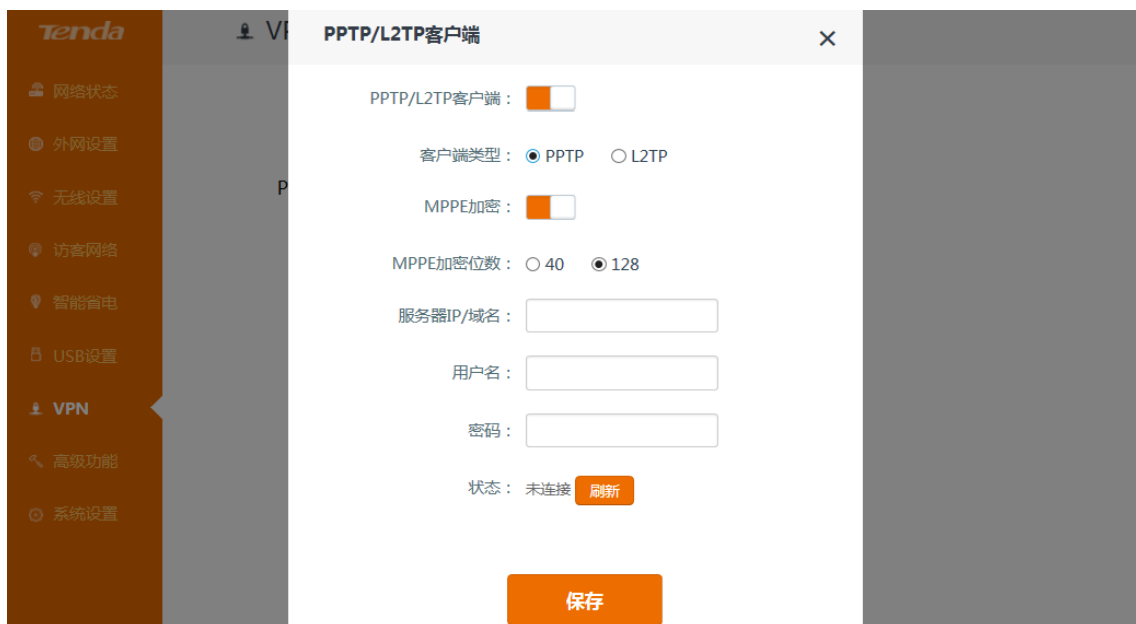 Tenda
VP
PPTP/L2TP客户端
×
网络状态
外网设置
无线设置
访客网络
智能省电
USB设置
VPN
高级功能
系统设置
P
PPTP/L2TP客户端：
客户端类型： PPTP L2TP
MPPE加密：
MPPE加密位数： 40 128
服务器IP/域名：
用户名：
密码：
状态： 未连接 刷新
保存